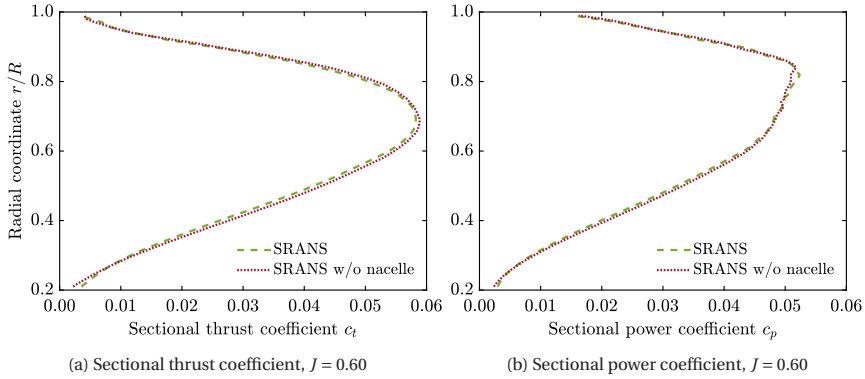 1.0
0.8
0.6
0.4
0.2
Radial coordinate r/R
SRANS
SRANS w/o nacelle
0.00 0.01 0.02 0.03 0.04 0.05 0.06
Sectional thrust coefficient c_t
(a) Sectional thrust coefficient, J = 0.60
1.0
0.8
0.6
0.4
0.2
SRANS
SRANS w/o nacelle
0.00 0.01 0.02 0.03 0.04 0.05 0.06
Sectional power coefficient c_p
(b) Sectional power coefficient, J = 0.60